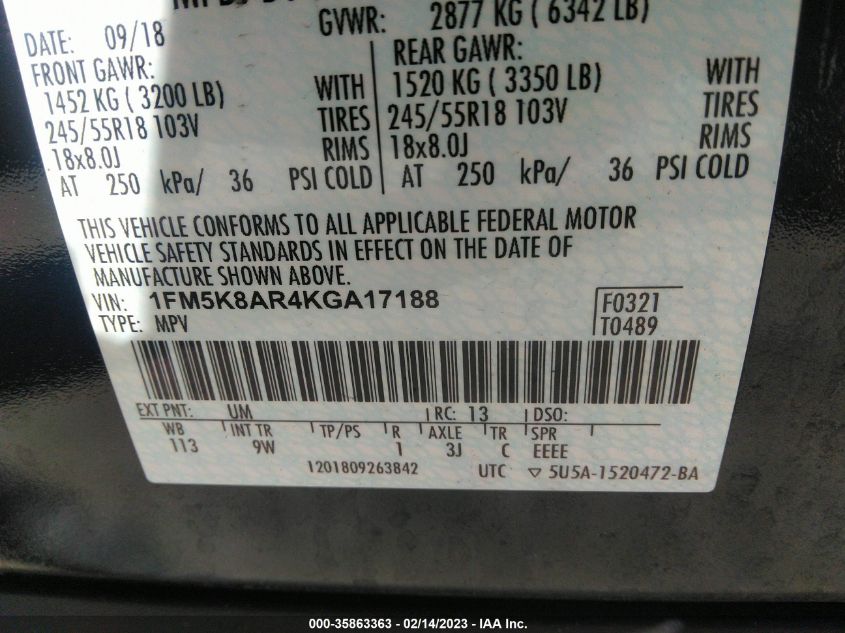 GVWR: 2877 KG ( 6342 LB)
DATE: 09/18
FRONT GAWR:
1452 KG ( 3200 LB) WITH
245/55R18 103V TIRES
18x8.0J RIMS
AT 250 kPa/ 36 PSI COLD
REAR GAWR:
1520 KG ( 3350 LB) WITH
245/55R18 103V TIRES
18x8.0J RIMS
AT 250 kPa/ 36 PSI COLD
THIS VEHICLE CONFORMS TO ALL APPLICABLE FEDERAL MOTOR
VEHICLE SAFETY STANDARDS IN EFFECT ON THE DATE OF
MANUFACTURE SHOWN ABOVE.
VIN: 1FM5K8AR4KGA17188 F0321
TYPE: MPV T0489
EXT PNT: UM RC: 13 DSO:
WB INT TR TP/PS R AXLE TR SPR
113 9W 1 3J C EEEE
1201809263842 UTC ▽ 5U5A-1520472-BA
000-35863363 - 02/14/2023 - IAA Inc.